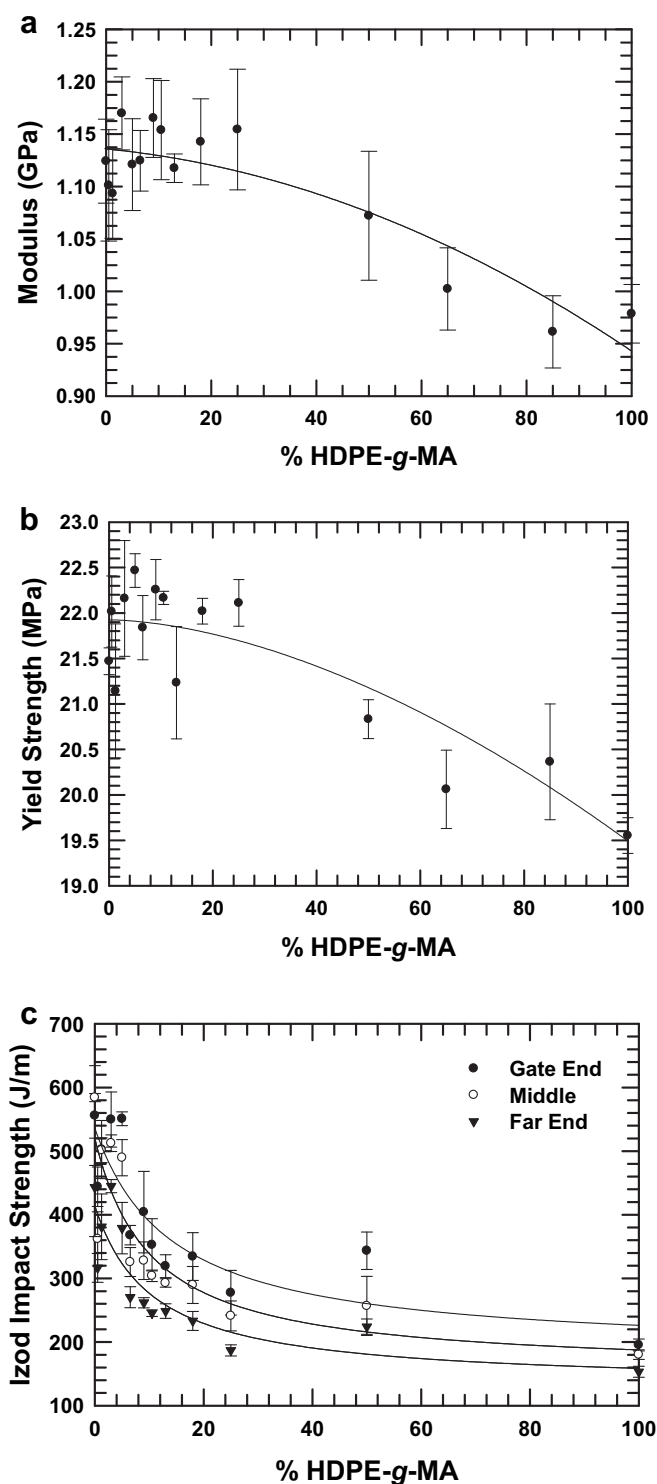 a
1.25
1.20
1.15
1.10
1.05
1.00
0.95
0.90
Modulus (GPa)
0 20 40 60 80 100
% HDPE-g-MA
b
23.0
22.5
22.0
21.5
21.0
20.5
20.0
19.5
19.0
Yield Strength (MPa)
0 20 40 60 80 100
% HDPE-g-MA
c
700
600
500
400
300
200
100
Izod Impact Strength (J/m)
Gate End
Middle
Far End
0 20 40 60 80 100
% HDPE-g-MA